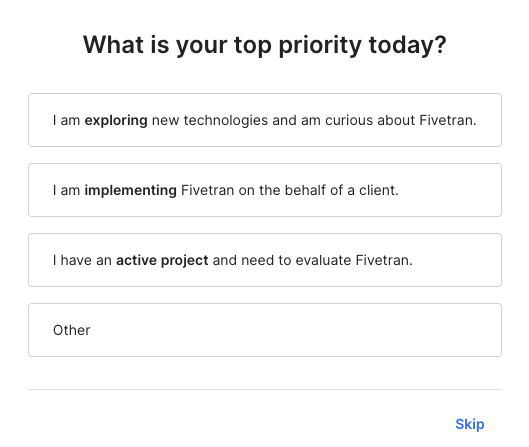 What is your top priority today?
I am exploring new technologies and am curious about Fivetran.
I am implementing Fivetran on the behalf of a client.
I have an active project and need to evaluate Fivetran.
Other
Skip